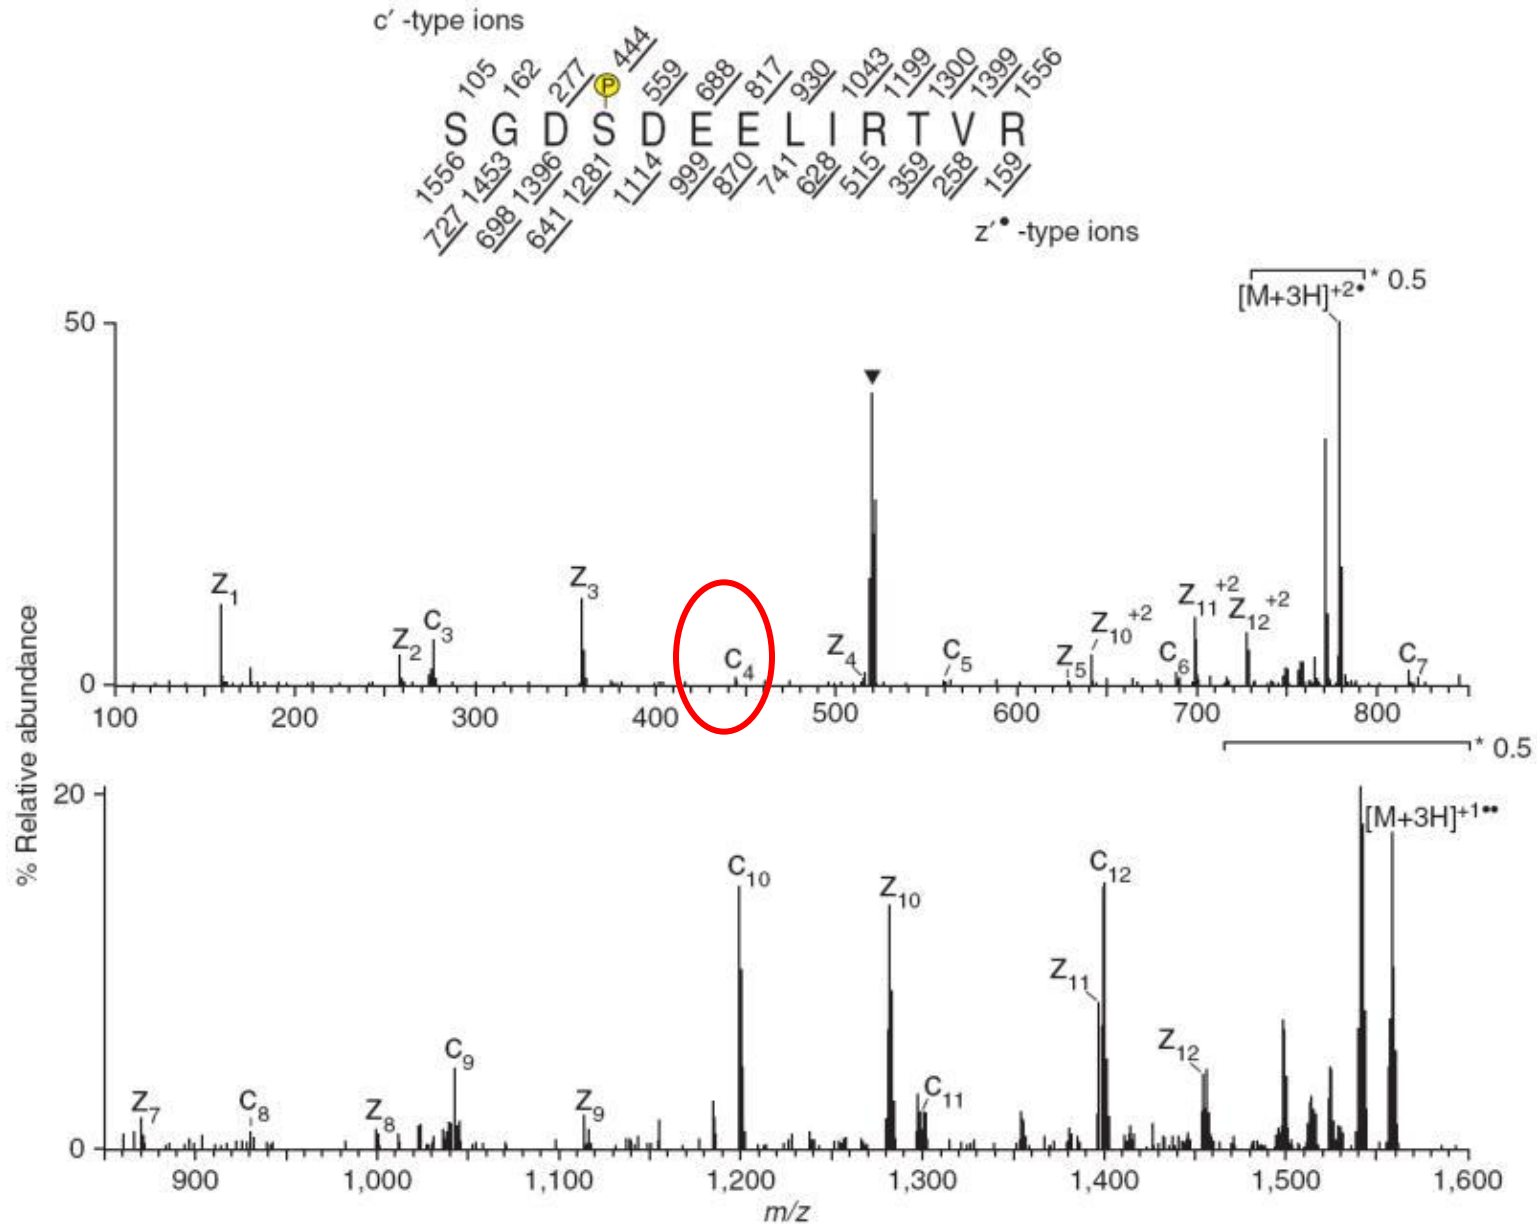 c′ -type ions
105 162 277 444 559 688 817 930 1043 1199 1300 1399 1556
P
S G D S D E E L I R T V R
1556 1453 1396 1281 1114 999 870 741 628 515 359 258 159
727 698 641
z′• -type ions
* 0.5
[M+3H]+2•
50
Z3
Z1
Z11+2
Z12+2
Z10+2
C3
Z2
C4
Z4
C5
Z5
C6
C7
0
100 200 300 400 500 600 700 800
* 0.5
% Relative abundance
20
[M+3H]+1••
C10
C12
Z10
Z11
C9
Z12
C11
Z7
C8
Z8
Z9
0
900 1,000 1,100 1,200 1,300 1,400 1,500 1,600
m/z